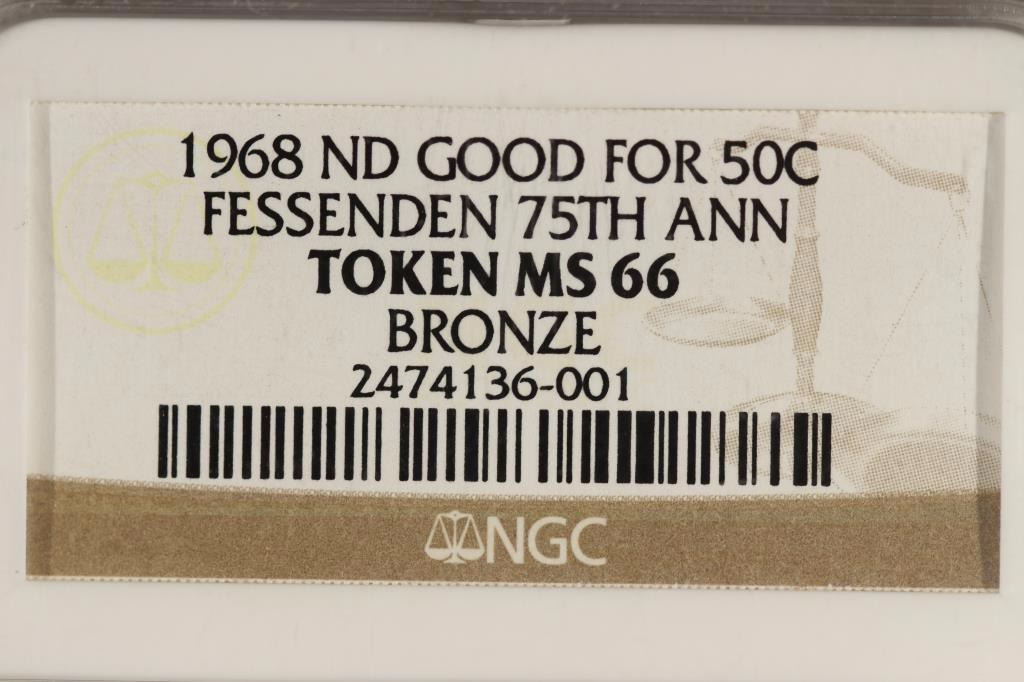 1968 ND GOOD FOR 50C
FESSENDEN 75TH ANN
TOKEN MS 66
BRONZE
2474136-001
NGC